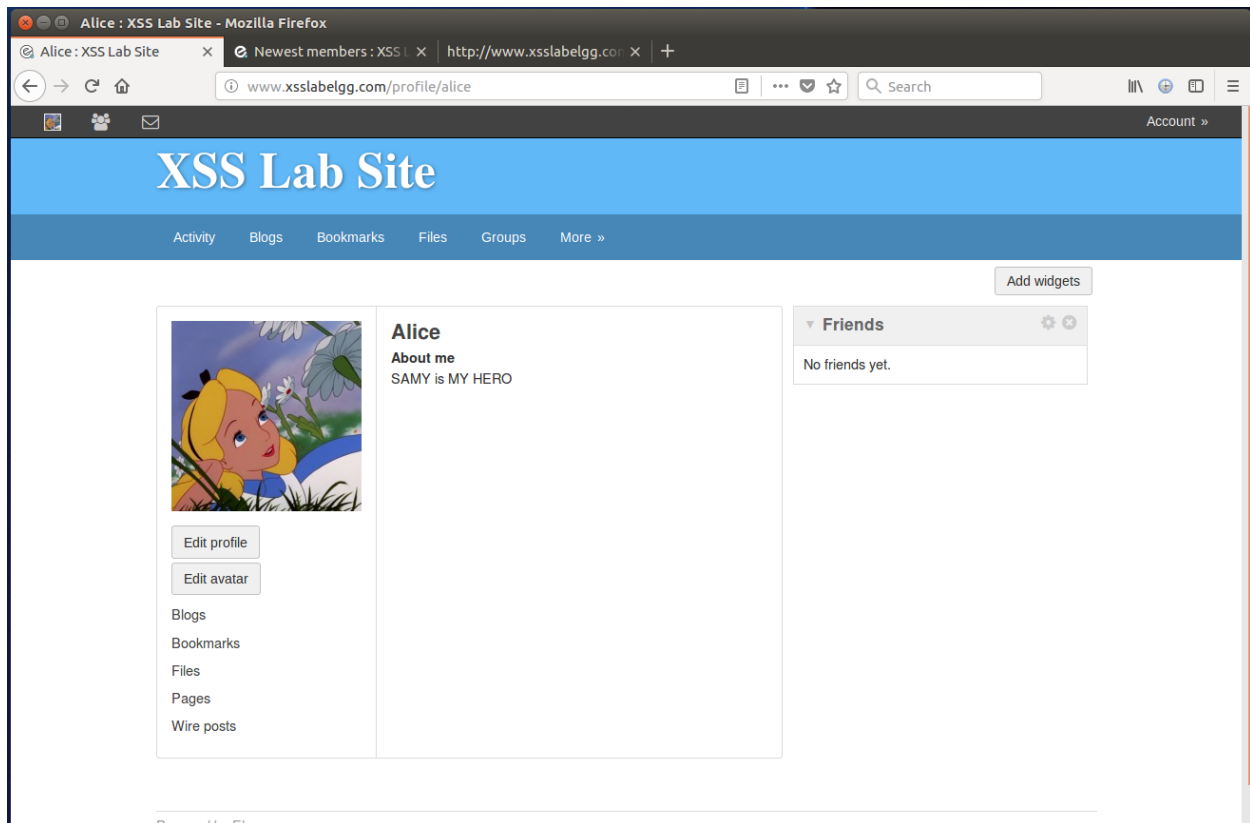 Alice : XSS Lab Site - Mozilla Firefox
Alice : XSS Lab Site × Newest members : XSS L × http://www.xsslabelgg.con × +
www.xsslabelgg.com/profile/alice Search
Account »
XSS Lab Site
Activity Blogs Bookmarks Files Groups More »
Add widgets
Alice
About me
SAMY is MY HERO
Friends
No friends yet.
Edit profile
Edit avatar
Blogs
Bookmarks
Files
Pages
Wire posts